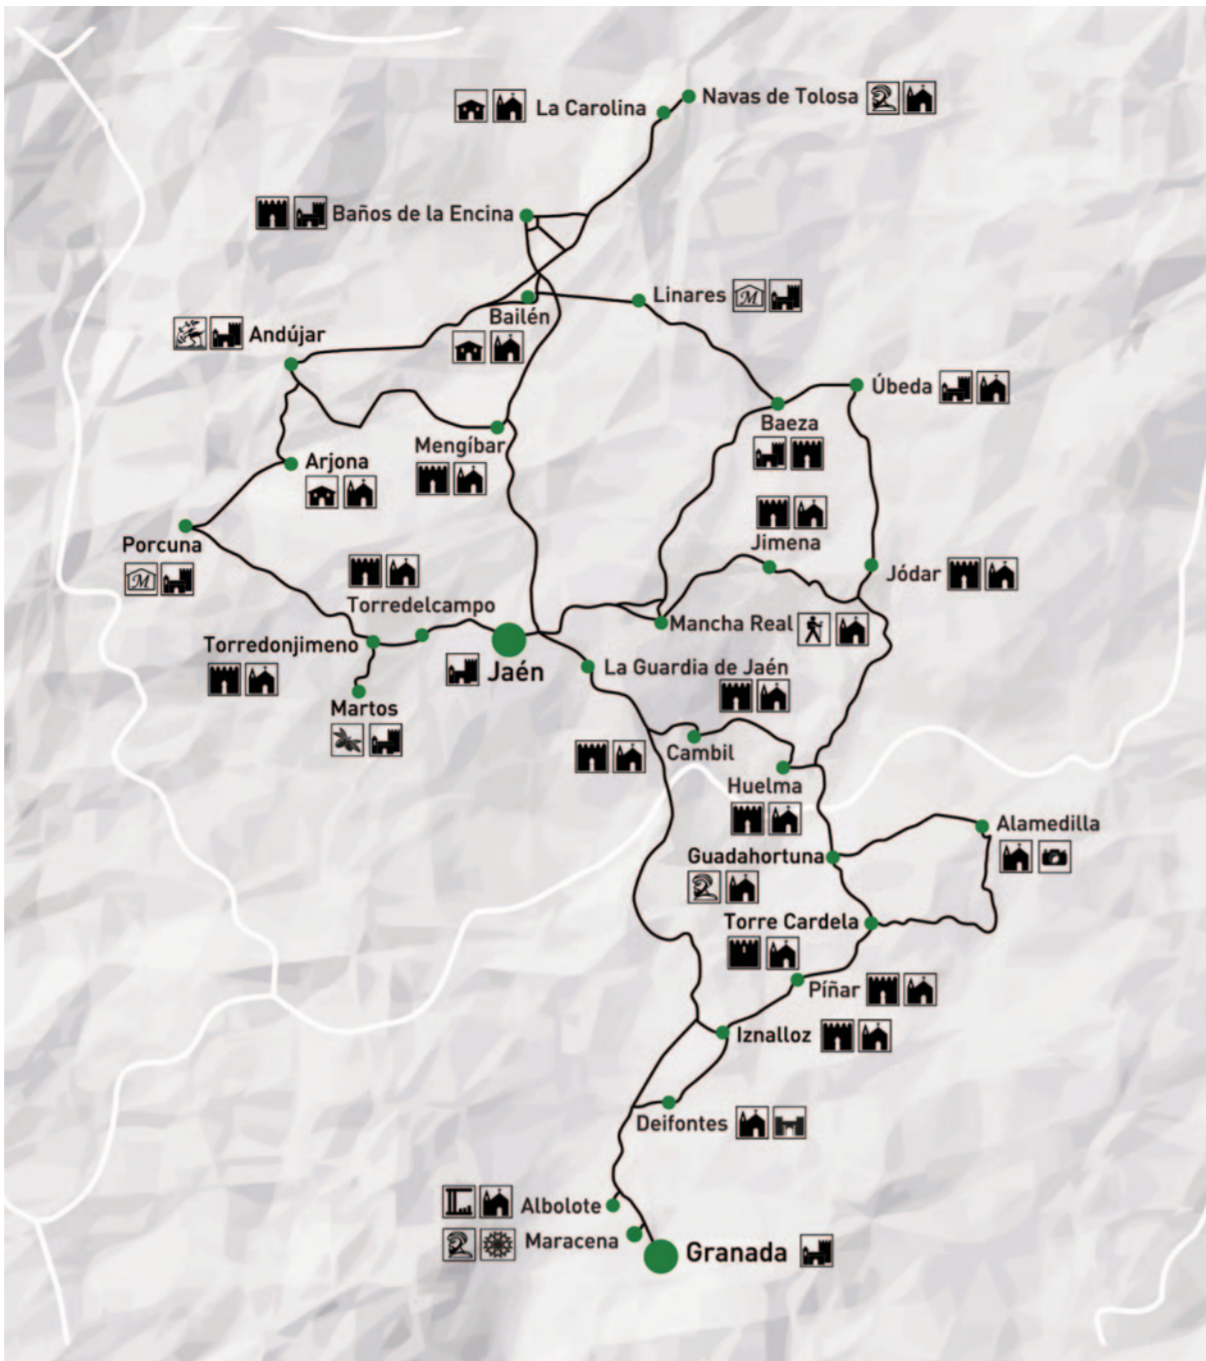 Navas de Tolosa
La Carolina
Baños de la Encina
Linares
Bailén
Andújar
Úbeda
Baeza
Mengíbar
Arjona
Porcuna
Jimena
Jódar
Torredelcampo
Mancha Real
Torredonjimeno
La Guardia de Jaén
Jaén
Martos
Cambil
Huelma
Alamedilla
Guadahortuna
Torre Cardela
Píñar
Iznalloz
Deifontes
Albolote
Maracena
Granada
M
M